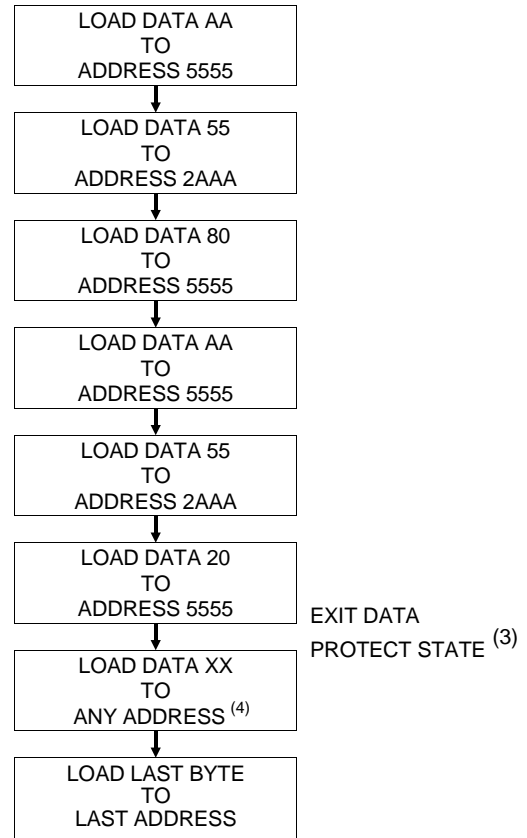 LOAD DATA AA
TO
ADDRESS 5555
LOAD DATA 55
TO
ADDRESS 2AAA
LOAD DATA 80
TO
ADDRESS 5555
LOAD DATA AA
TO
ADDRESS 5555
LOAD DATA 55
TO
ADDRESS 2AAA
LOAD DATA 20
TO
ADDRESS 5555
EXIT DATA
PROTECT STATE (3)
LOAD DATA XX
TO
ANY ADDRESS (4)
LOAD LAST BYTE
TO
LAST ADDRESS